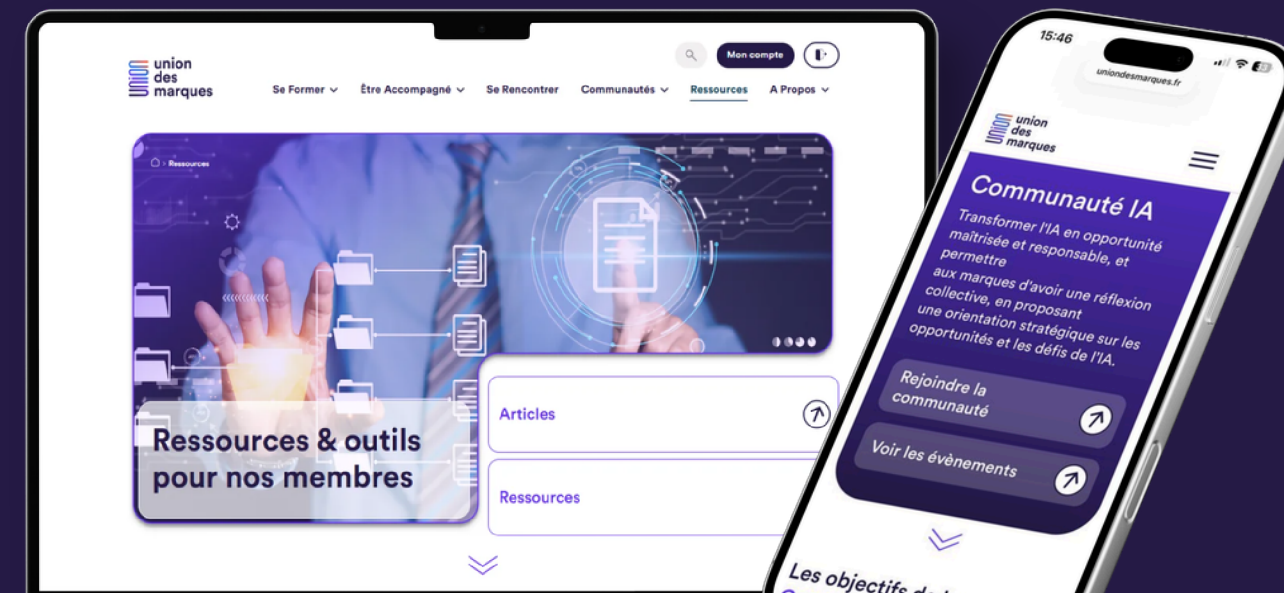 union
des
marques
Mon compte
Se Former
Être Accompagné
Se Rencontrer
Communautés
Ressources
A Propos
Ressources
Ressources & outils
pour nos membres
Articles
Ressources
15:46
uniondesmarques.fr
union
des
marques
Communauté IA
Transformer l'IA en opportunité
maîtrisée et responsable, et
permettre
aux marques d'avoir une réflexion
collective, en proposant
une orientation stratégique sur les
opportunités et les défis de l'IA.
Rejoindre la
communauté
Voir les évènements
Les objectifs de